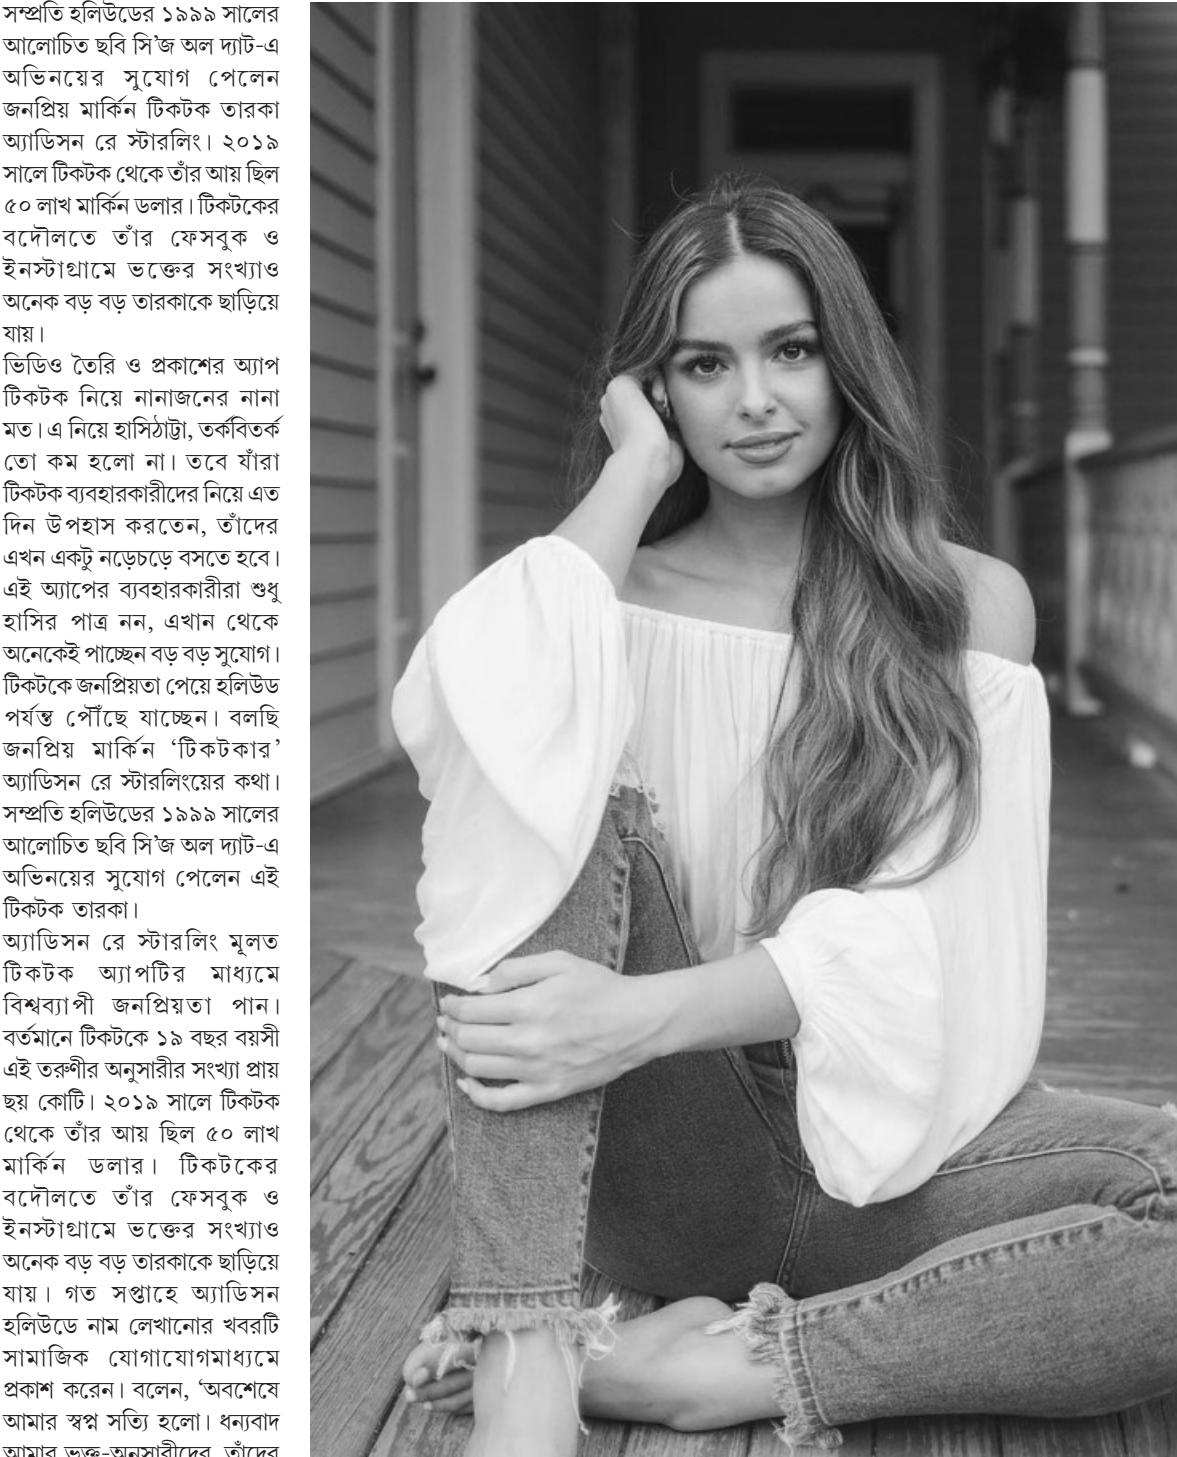 সম্প্রতি হলিউডের ১৯৯৯ সালের
আলোচিত ছবি সি’জ অল দ্যাট-এ
অভিনয়ের সুযোগ পেলেন
জনপ্রিয় মার্কিন টিকটক তারকা
অ্যাডিসন রে স্টারলিং। ২০১৯
সালে টিকটক থেকে তাঁর আয় ছিল
৫০ লাখ মার্কিন ডলার। টিকটকের
বদৌলতে তাঁর ফেসবুক ও
ইনস্টাগ্রামে ভক্তের সংখ্যাও
অনেক বড় বড় তারকাকে ছাড়িয়ে
যায়।
ভিডিও তৈরি ও প্রকাশের অ্যাপ
টিকটক নিয়ে নানাজনের নানা
মত। এ নিয়ে হাসিঠাট্টা, তর্কবিতর্ক
তো কম হলো না। তবে যাঁরা
টিকটক ব্যবহারকারীদের নিয়ে এত
দিন উপহাস করতেন, তাঁদের
এখন একটু নড়েচড়ে বসতে হবে।
এই অ্যাপের ব্যবহারকারীরা শুধু
হাসির পাত্র নন, এখান থেকে
অনেকেই পাচ্ছেন বড় বড় সুযোগ।
টিকটকে জনপ্রিয়তা পেয়ে হলিউড
পর্যন্ত পৌঁছে যাচ্ছেন। বলছি
জনপ্রিয় মার্কিন ‘টিকটকার’
অ্যাডিসন রে স্টারলিংয়ের কথা।
সম্প্রতি হলিউডের ১৯৯৯ সালের
আলোচিত ছবি সি’জ অল দ্যাট-এ
অভিনয়ের সুযোগ পেলেন এই
টিকটক তারকা।
অ্যাডিসন রে স্টারলিং মূলত
টিকটক অ্যাপটির মাধ্যমে
বিশ্বব্যাপী জনপ্রিয়তা পান।
বর্তমানে টিকটকে ১৯ বছর বয়সী
এই তরুণীর অনুসারীর সংখ্যা প্রায়
ছয় কোটি। ২০১৯ সালে টিকটক
থেকে তাঁর আয় ছিল ৫০ লাখ
মার্কিন ডলার। টিকটকের
বদৌলতে তাঁর ফেসবুক ও
ইনস্টাগ্রামে ভক্তের সংখ্যাও
অনেক বড় বড় তারকাকে ছাড়িয়ে
যায়। গত সপ্তাহে অ্যাডিসন
হলিউডে নাম লেখানোর খবরটি
সামাজিক যোগাযোগমাধ্যমে
প্রকাশ করেন। বলেন, ‘অবশেষে
আমার স্বপ্ন সত্যি হলো। ধন্যবাদ
আমার ভক্ত-অনুসারীদের, তাঁদের